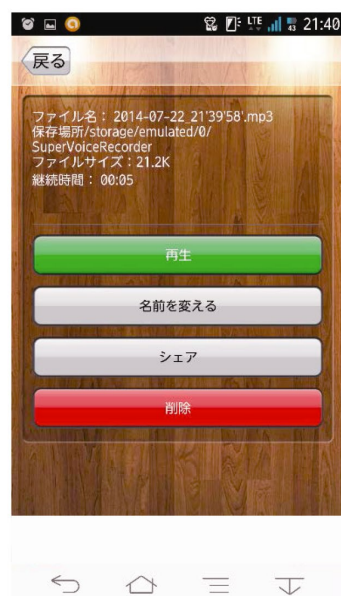 LTE 43 21:40
戻る
ファイル名： 2014-07-22_21'39'58'.mp3
保存場所/storage/emulated/0/
SuperVoiceRecorder
ファイルサイズ：21.2K
継続時間： 00:05
再生
名前を変える
シェア
削除